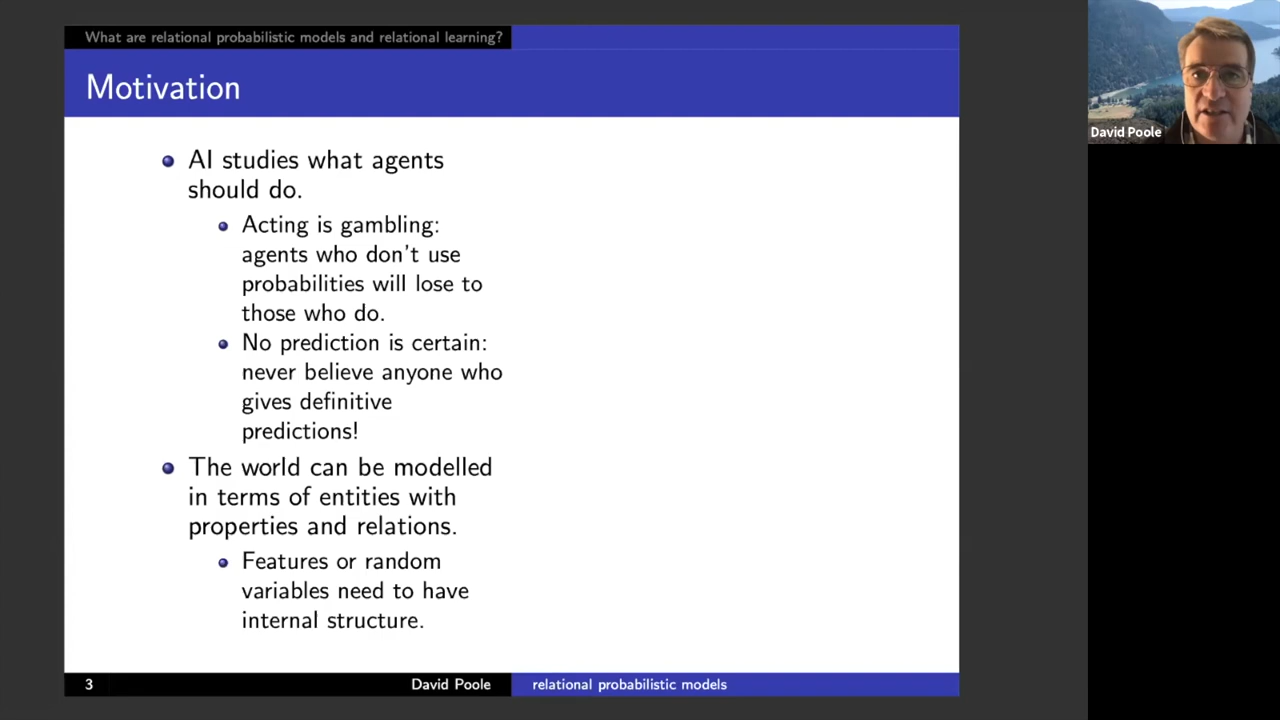 What are relational probabilistic models and relational learning?
Motivation
AI studies what agents
should do.
Acting is gambling:
agents who don't use
probabilities will lose to
those who do.
No prediction is certain:
never believe anyone who
gives definitive
predictions!
The world can be modelled
in terms of entities with
properties and relations.
Features or random
variables need to have
internal structure.
3
David Poole
relational probabilistic models
David Poole